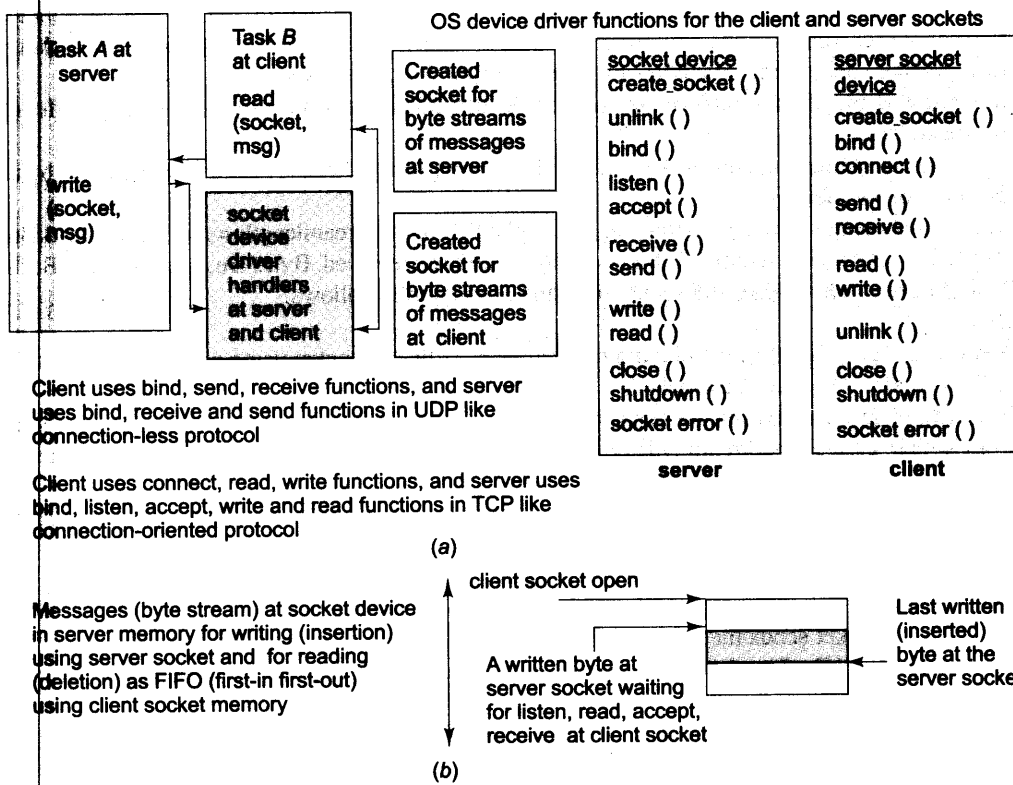 OS device driver functions for the client and server sockets
Task A at
server
write
(socket,
msg)
Task B
at client
read
(socket,
msg)
socket
device
driver
handlers
at server
and client
Created
socket for
byte streams
of messages
at server
Created
socket for
byte streams
of messages
at client
socket device
create_socket ( )
unlink ( )
bind ( )
listen ( )
accept ( )
receive ( )
send ( )
write ( )
read ( )
close ( )
shutdown ( )
socket error ( )
server
server socket
device
create_socket ( )
bind ( )
connect ( )
send ( )
receive ( )
read ( )
write ( )
unlink ( )
close ( )
shutdown ( )
socket error ( )
client
Client uses bind, send, receive functions, and server
uses bind, receive and send functions in UDP like
connection-less protocol
Client uses connect, read, write functions, and server uses
bind, listen, accept, write and read functions in TCP like
connection-oriented protocol
(a)
Messages (byte stream) at socket device
in server memory for writing (insertion)
using server socket and for reading
(deletion) as FIFO (first-in first-out)
using client socket memory
client socket open
A written byte at
server socket waiting
for listen, read, accept,
receive at client socket
Last written
(inserted)
byte at the
server socke
(b)